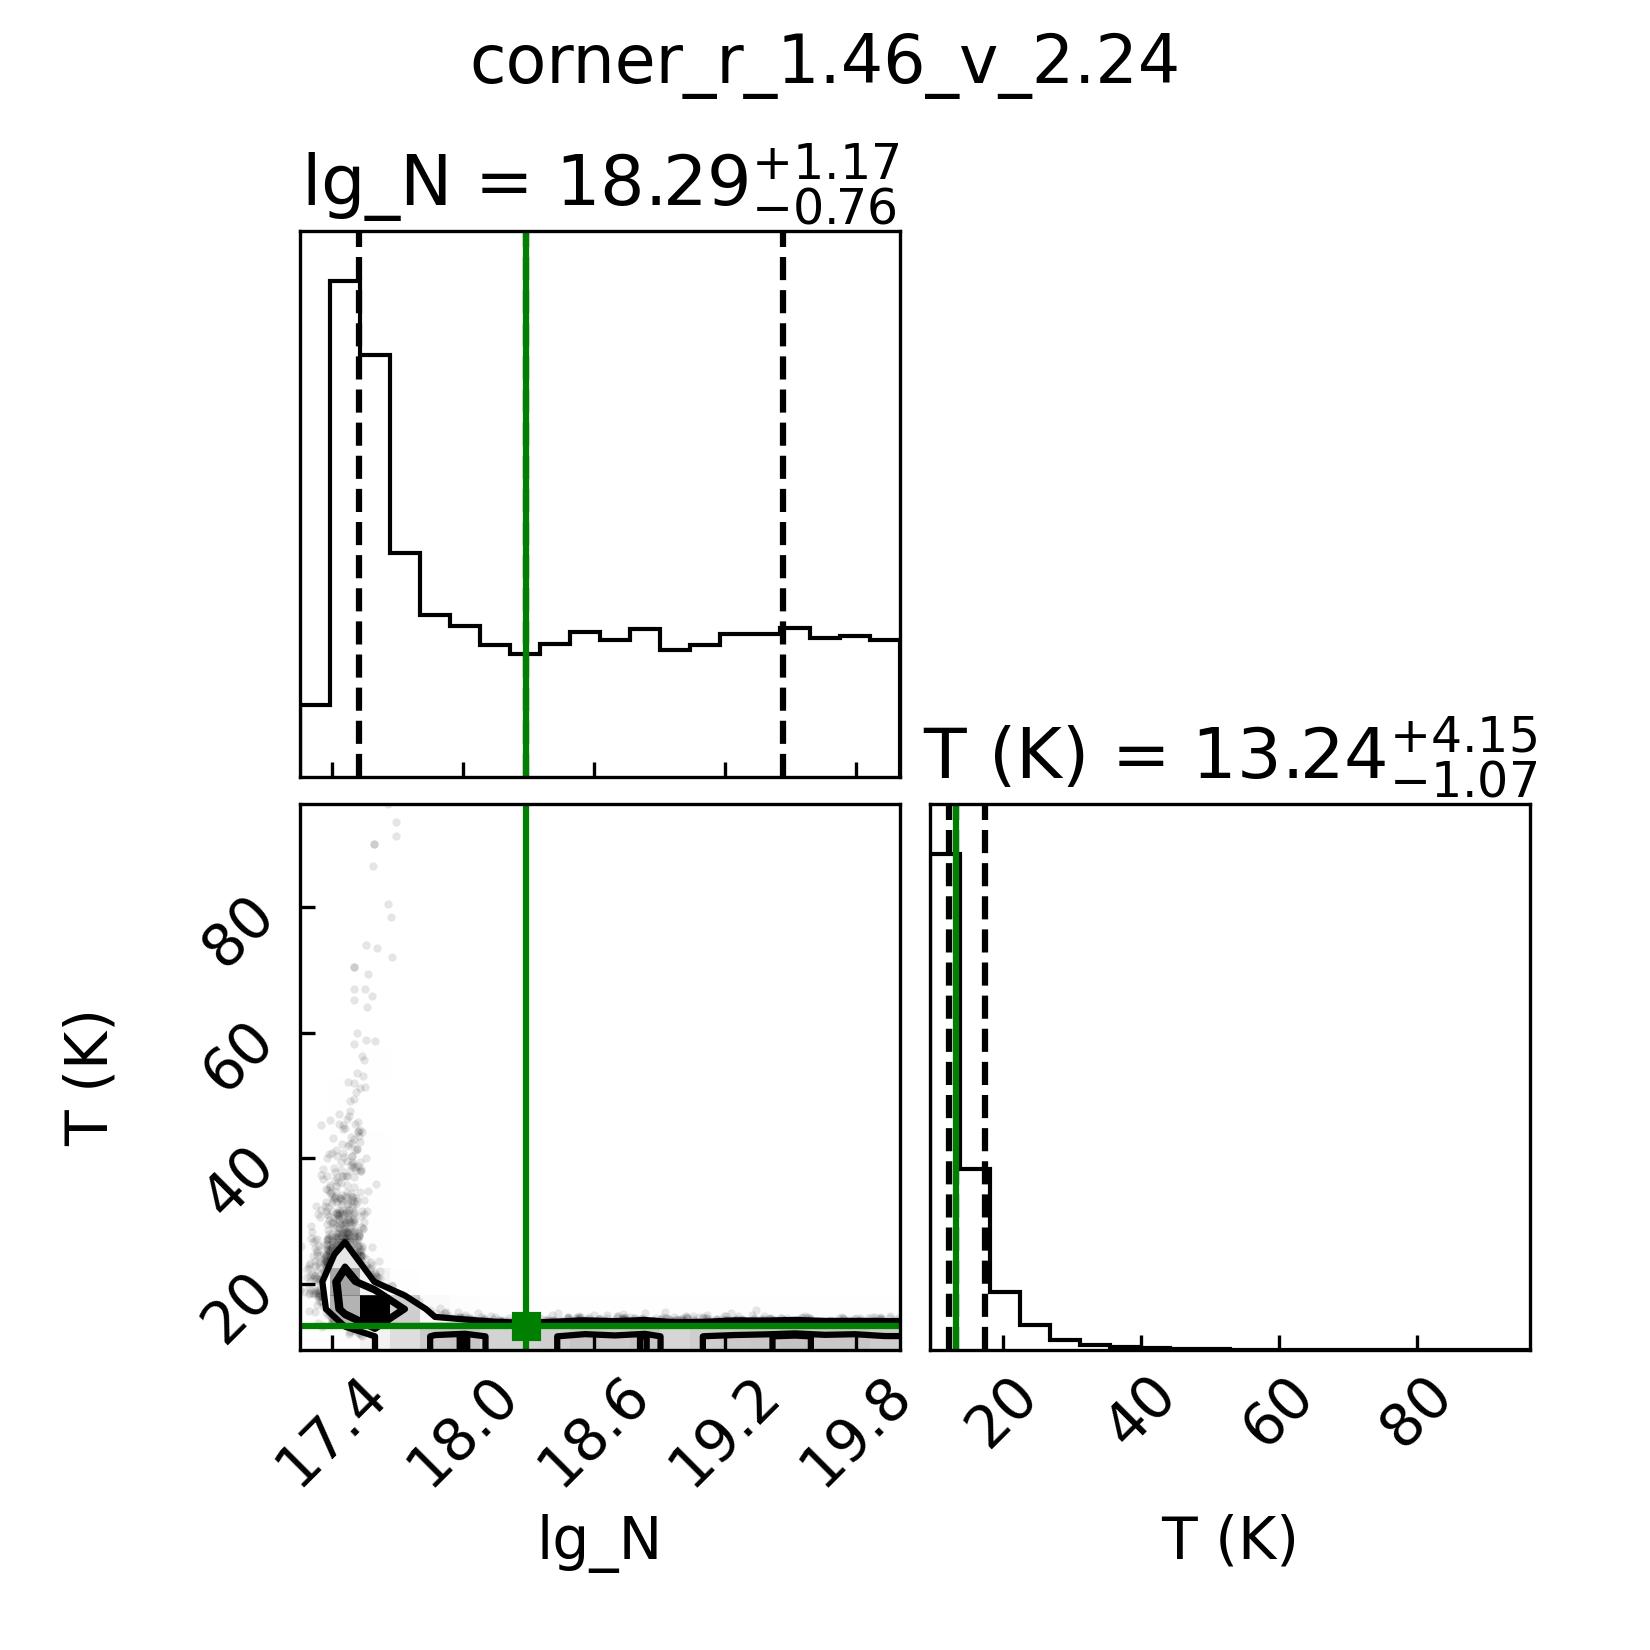 corner_r_1.46_v_2.24
lg_N = 18.29+1.17−0.76
T (K) = 13.24+4.15−1.07
80
60
40
20
T (K)
17.4 18.0 18.6 19.2 19.8
lg_N
20 40 60 80
T (K)